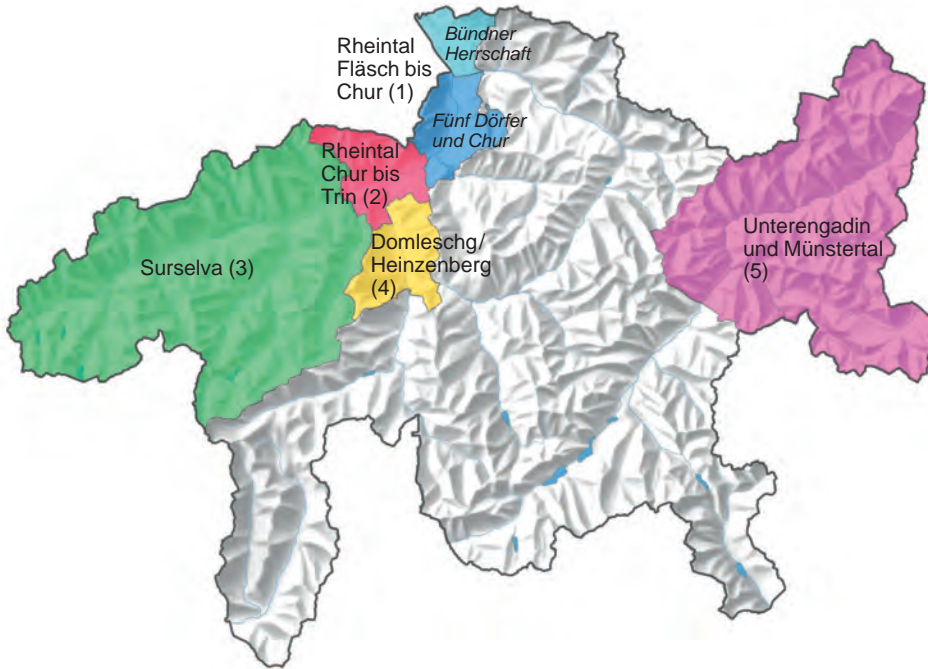 Bündner
Herrschaft
Rheintal
Fläsch bis
Chur (1)
Fünf Dörfer
und Chur
Rheintal
Chur bis
Trin (2)
Domleschg/
Heinzenberg
(4)
Surselva (3)
Unterengadin
und Münstertal
(5)